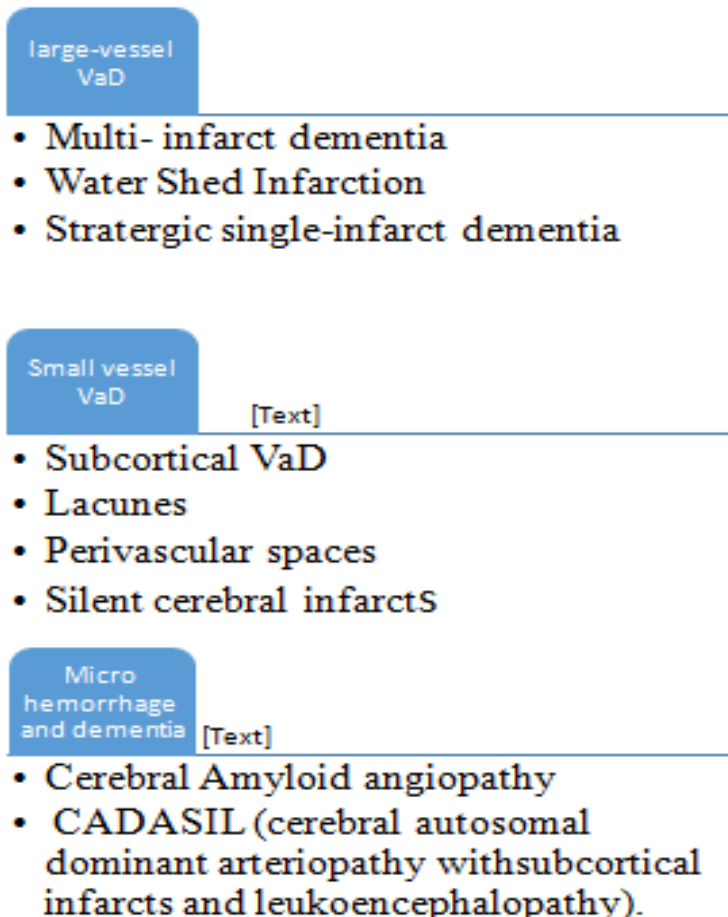 large-vessel
VaD
• Multi- infarct dementia
• Water Shed Infarction
• Stratergic single-infarct dementia
Small vessel
VaD
[Text]
• Subcortical VaD
• Lacunes
• Perivascular spaces
• Silent cerebral infarcts
Micro
hemorrhage
and dementia
[Text]
• Cerebral Amyloid angiopathy
• CADASIL (cerebral autosomal
dominant arteriopathy withsubcortical
infarcts and leukoencephalopathy).